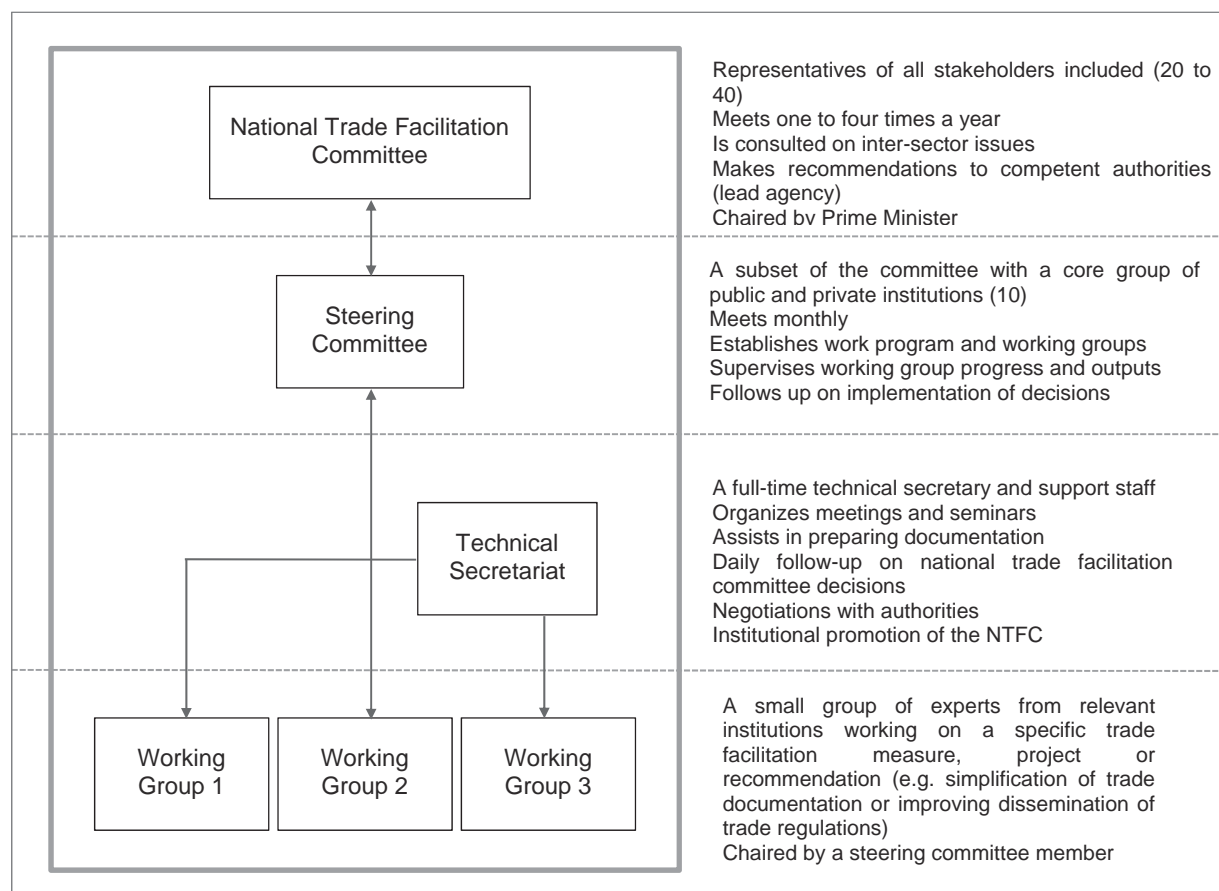 National Trade Facilitation
Committee
Representatives of all stakeholders included (20 to
40)
Meets one to four times a year
Is consulted on inter-sector issues
Makes recommendations to competent authorities
(lead agency)
Chaired by Prime Minister
Steering
Committee
A subset of the committee with a core group of
public and private institutions (10)
Meets monthly
Establishes work program and working groups
Supervises working group progress and outputs
Follows up on implementation of decisions
Technical
Secretariat
A full-time technical secretary and support staff
Organizes meetings and seminars
Assists in preparing documentation
Daily follow-up on national trade facilitation
committee decisions
Negotiations with authorities
Institutional promotion of the NTFC
Working
Group 1
Working
Group 2
Working
Group 3
A small group of experts from relevant
institutions working on a specific trade
facilitation measure, project or
recommendation (e.g. simplification of trade
documentation or improving dissemination of
trade regulations)
Chaired by a steering committee member